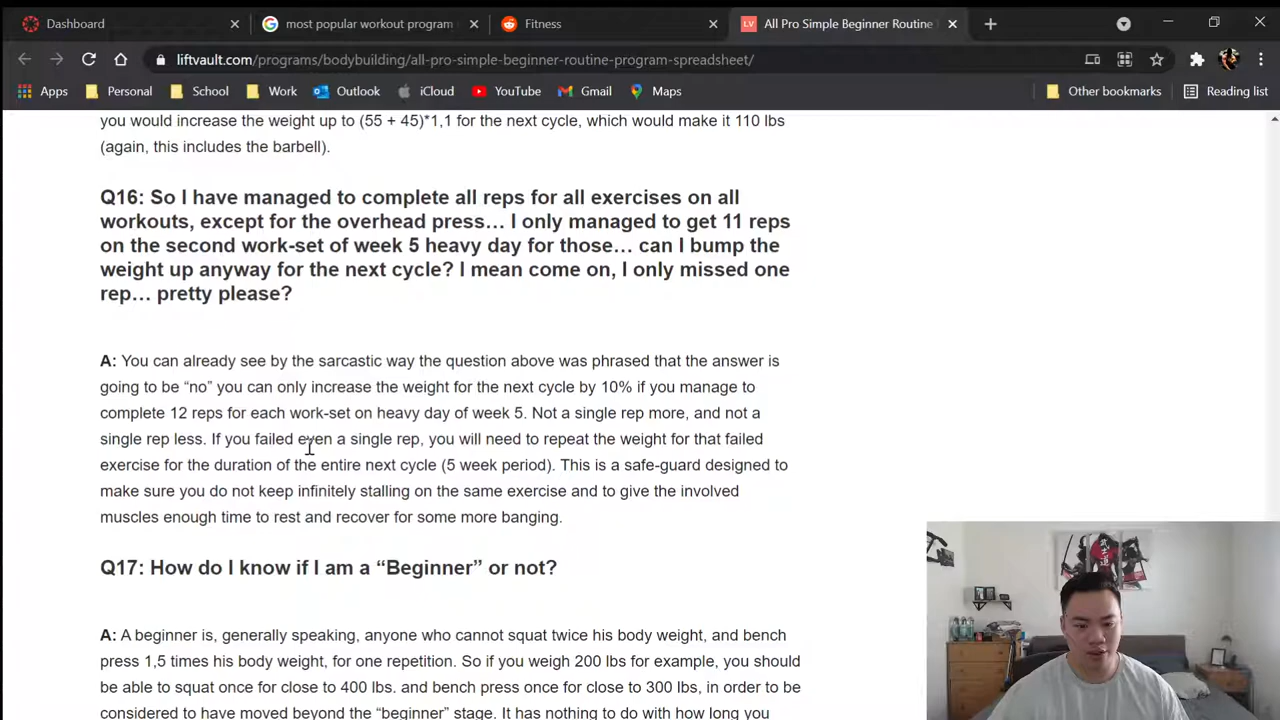 Dashboard
most popular workout program
Fitness
LV All Pro Simple Beginner Routine
liftvault.com/programs/bodybuilding/all-pro-simple-beginner-routine-program-spreadsheet/
Apps Personal School Work Outlook iCloud YouTube Gmail Maps Other bookmarks Reading list
you would increase the weight up to (55 + 45)*1,1 for the next cycle, which would make it 110 lbs
(again, this includes the barbell).
Q16: So I have managed to complete all reps for all exercises on all
workouts, except for the overhead press… I only managed to get 11 reps
on the second work-set of week 5 heavy day for those… can I bump the
weight up anyway for the next cycle? I mean come on, I only missed one
rep… pretty please?
A: You can already see by the sarcastic way the question above was phrased that the answer is
going to be “no” you can only increase the weight for the next cycle by 10% if you manage to
complete 12 reps for each work-set on heavy day of week 5. Not a single rep more, and not a
single rep less. If you failed even a single rep, you will need to repeat the weight for that failed
exercise for the duration of the entire next cycle (5 week period). This is a safe-guard designed to
make sure you do not keep infinitely stalling on the same exercise and to give the involved
muscles enough time to rest and recover for some more banging.
Q17: How do I know if I am a “Beginner” or not?
A: A beginner is, generally speaking, anyone who cannot squat twice his body weight, and bench
press 1,5 times his body weight, for one repetition. So if you weigh 200 lbs for example, you should
be able to squat once for close to 400 lbs. and bench press once for close to 300 lbs, in order to be
considered to have moved beyond the “beginner” stage. It has nothing to do with how long you